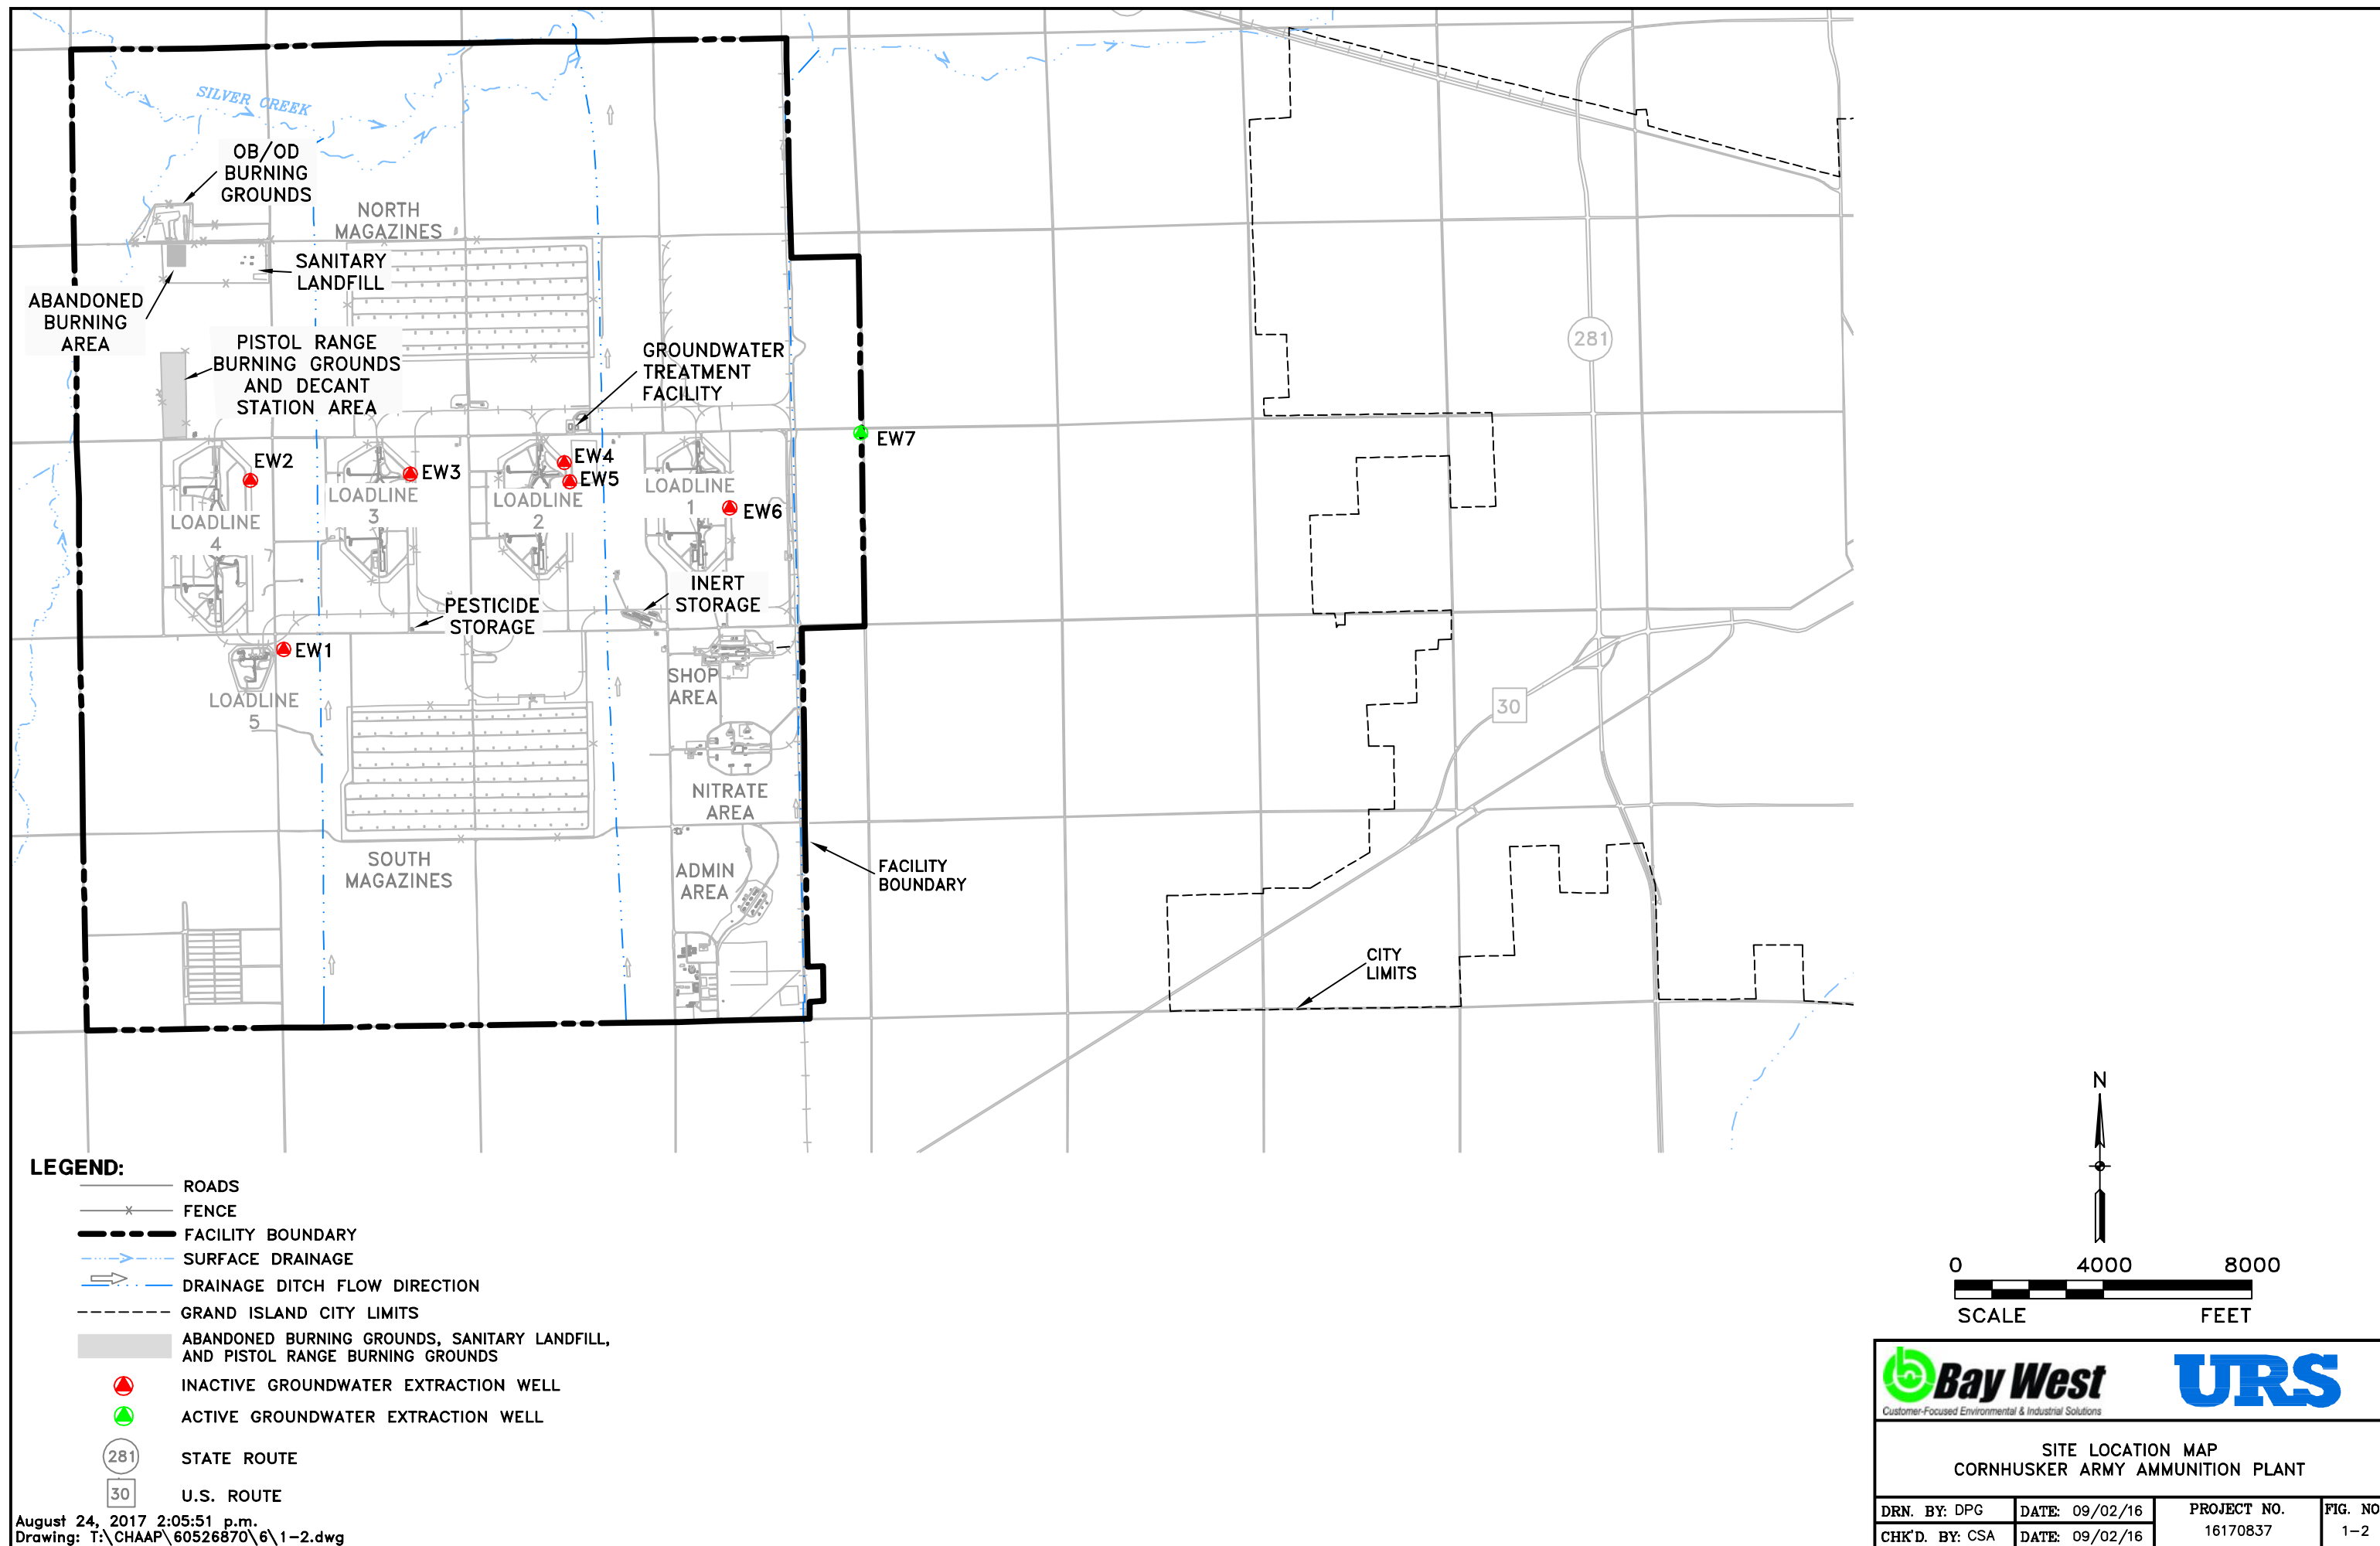 SILVER CREEK
OB/OD
BURNING
GROUNDS
NORTH
MAGAZINES
SANITARY
LANDFILL
ABANDONED
BURNING
AREA
PISTOL RANGE
BURNING GROUNDS
AND DECANT
STATION AREA
GROUNDWATER
TREATMENT
FACILITY
281
EW7
EW2
EW3
EW4
EW5
EW6
LOADLINE
4
LOADLINE
3
LOADLINE
2
LOADLINE
1
PESTICIDE
STORAGE
INERT
STORAGE
EW1
LOADLINE
5
SHOP
AREA
30
NITRATE
AREA
SOUTH
MAGAZINES
ADMIN
AREA
FACILITY
BOUNDARY
CITY
LIMITS
LEGEND:
ROADS
FENCE
FACILITY BOUNDARY
SURFACE DRAINAGE
DRAINAGE DITCH FLOW DIRECTION
GRAND ISLAND CITY LIMITS
ABANDONED BURNING GROUNDS, SANITARY LANDFILL,
AND PISTOL RANGE BURNING GROUNDS
INACTIVE GROUNDWATER EXTRACTION WELL
ACTIVE GROUNDWATER EXTRACTION WELL
281 STATE ROUTE
30 U.S. ROUTE
August 24, 2017 2:05:51 p.m.
Drawing: T:\CHAAP\60526870\6\1-2.dwg
N
0 4000 8000
SCALE FEET
Bay West
Customer-Focused Environmental & Industrial Solutions
URS
SITE LOCATION MAP
CORNHUSKER ARMY AMMUNITION PLANT
DRN. BY: DPG DATE: 09/02/16 PROJECT NO. FIG. NO
CHK'D. BY: CSA DATE: 09/02/16 16170837 1-2